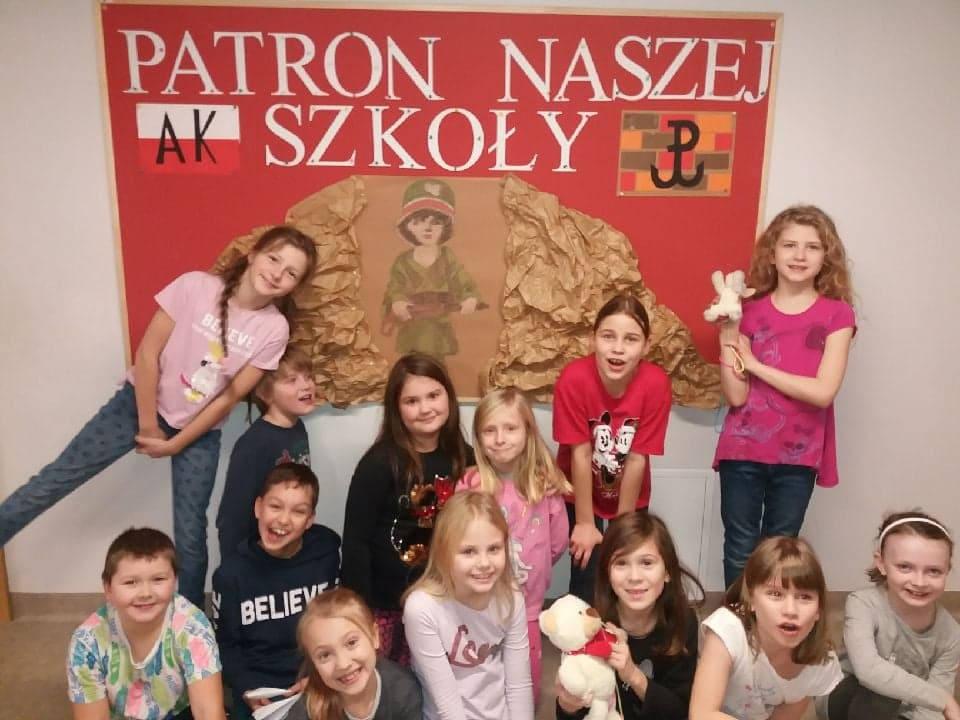 PATRON NASZEJ
SZKOŁY
AK
BELIEVE
BELIEVE